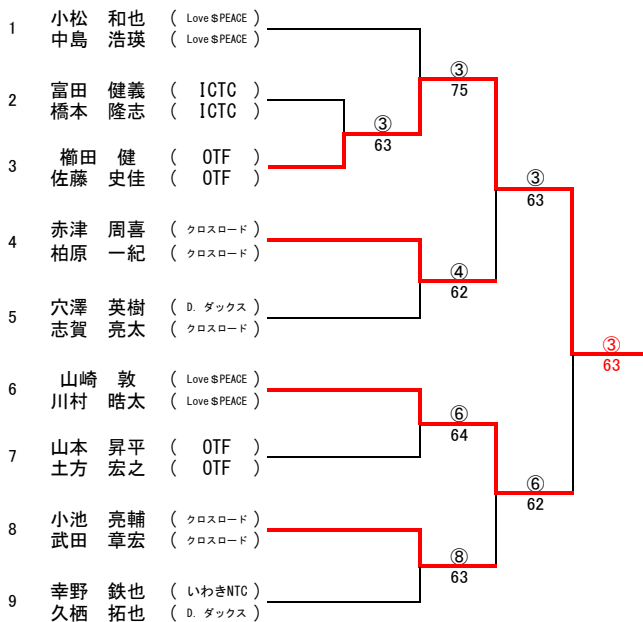 1 小松 和也 ( Love$PEACE )
中島 浩瑛 ( Love$PEACE )
2 富田 健義 ( ICTC )
橋本 隆志 ( ICTC )
3 櫛田 健 ( OTF )
佐藤 史佳 ( OTF )
4 赤津 周喜 ( クロスロード )
柏原 一紀 ( クロスロード )
5 穴澤 英樹 ( D. ダックス )
志賀 亮太 ( クロスロード )
6 山崎 敦 ( Love$PEACE )
川村 晧太 ( Love$PEACE )
7 山本 昇平 ( OTF )
土方 宏之 ( OTF )
8 小池 亮輔 ( クロスロード )
武田 章宏 ( クロスロード )
9 幸野 鉄也 ( いわきNTC )
久栖 拓也 ( D. ダックス )
③
63
③
75
④
62
⑥
64
⑧
63
③
63
⑥
62
③
63